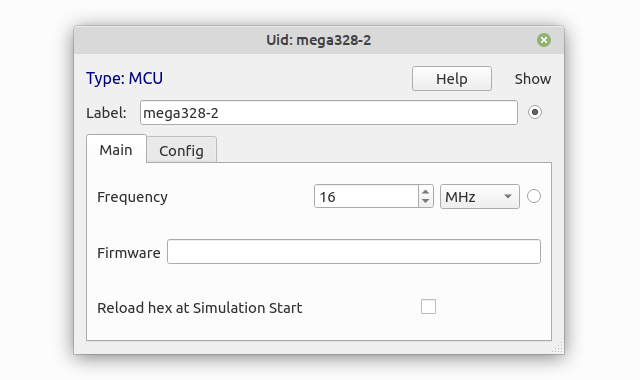 Uid: mega328-2
Type: MCU Help Show
Label: mega328-2
Main Config
Frequency 16 MHz
Firmware
Reload hex at Simulation Start